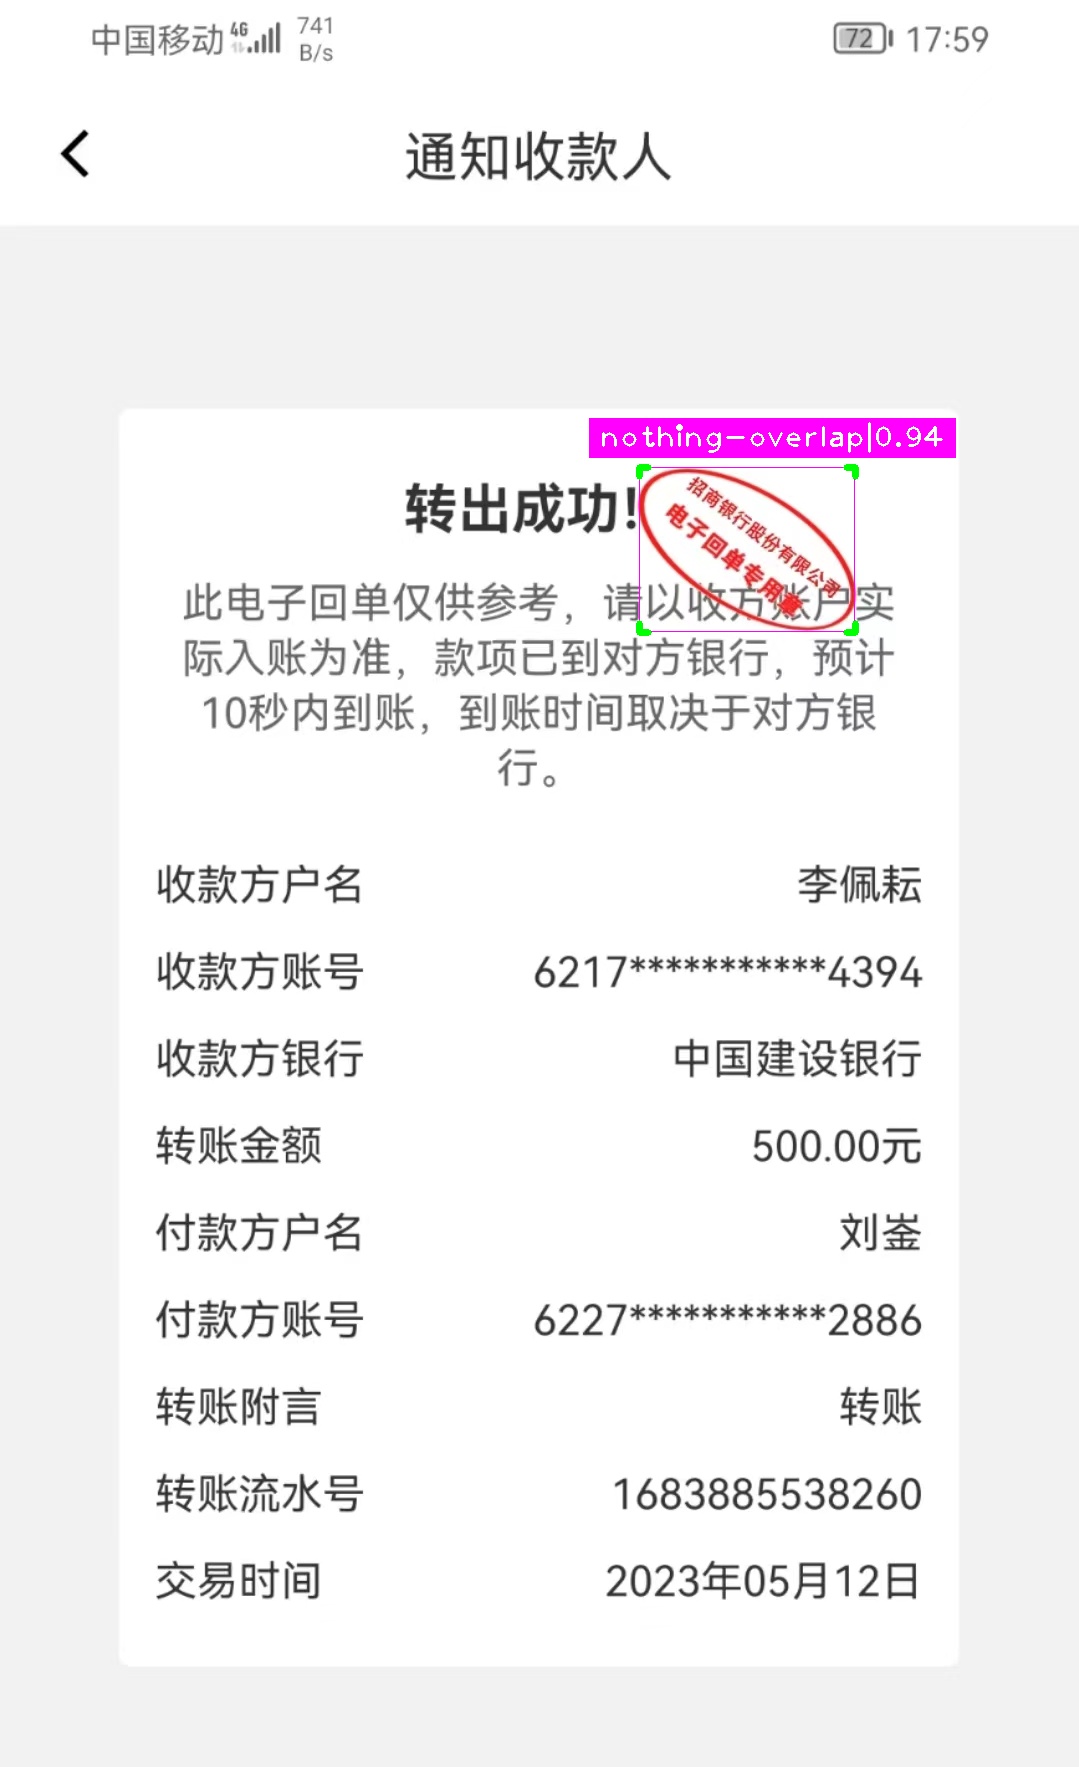 中国移动 4G 741 B/s 72 17:59
通知收款人
nothing-overlap|0.94
转出成功!
招商银行股份有限公司
电子回单专用章
此电子回单仅供参考，请以收方账户实
际入账为准，款项已到对方银行，预计
10秒内到账，到账时间取决于对方银
行。
收款方户名 李佩耘
收款方账号 6217***********4394
收款方银行 中国建设银行
转账金额 500.00元
付款方户名 刘崟
付款方账号 6227***********2886
转账附言 转账
转账流水号 1683885538260
交易时间 2023年05月12日